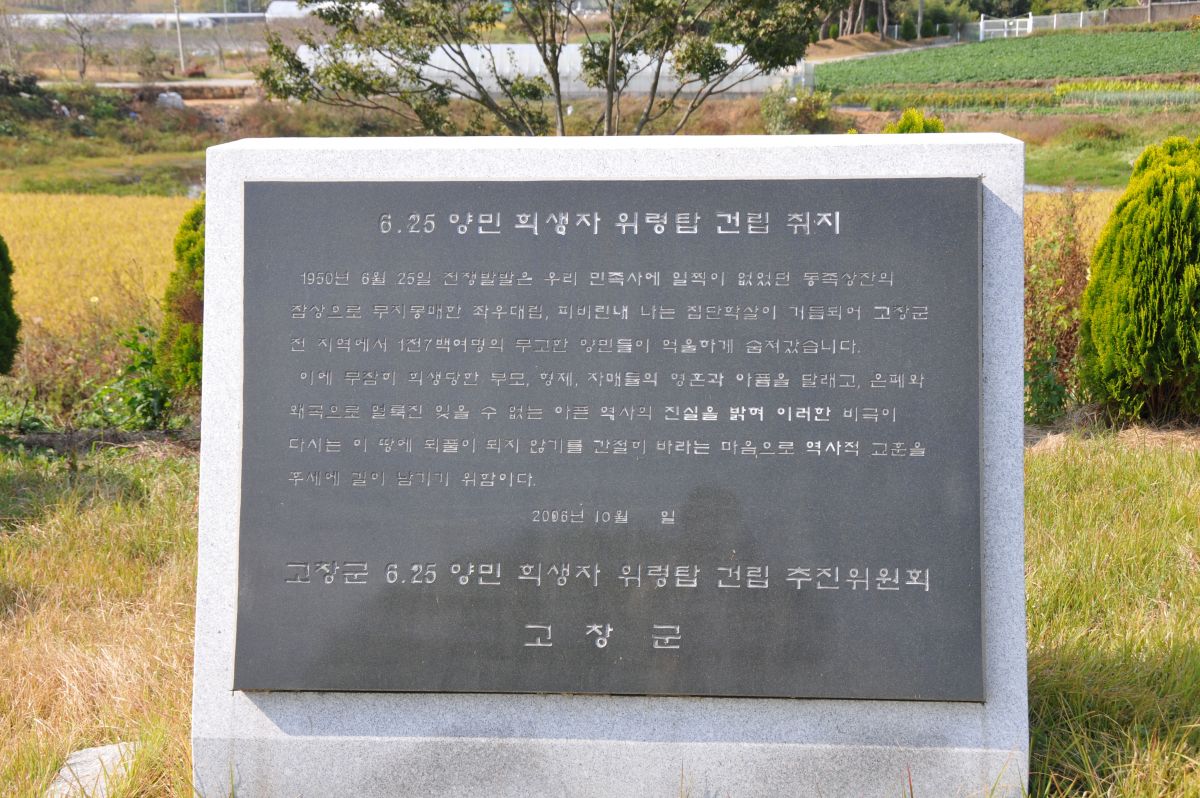 6.25 양민 희생자 위령탑 건립 취지
1950년 6월 25일 전쟁발발은 우리 민족사에 일찍이 없었던 동족상잔의
참상으로 무지몽매한 좌우대립, 피비린내 나는 집단학살이 거듭되어 고창군
전 지역에서 1천7백여명의 무고한 양민들이 억울하게 숨져갔습니다.
이에 무참히 희생당한 부모, 형제, 자매들의 영혼과 아픔을 달래고, 은폐와
왜곡으로 얼룩진 잊을 수 없는 아픈 역사의 진실을 밝혀 이러한 비극이
다시는 이 땅에 되풀이 되지 않기를 간절히 바라는 마음으로 역사적 교훈을
후세에 길이 남기기 위함이다.
2006년 10월 일
고창군 6.25 양민 희생자 위령탑 건립 추진위원회
고 창 군